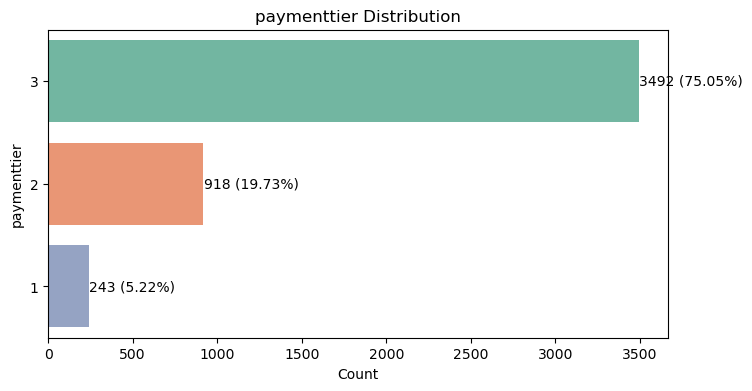 paymenttier Distribution
3
3492 (75.05%)
2
918 (19.73%)
1
243 (5.22%)
paymenttier
0 500 1000 1500 2000 2500 3000 3500
Count